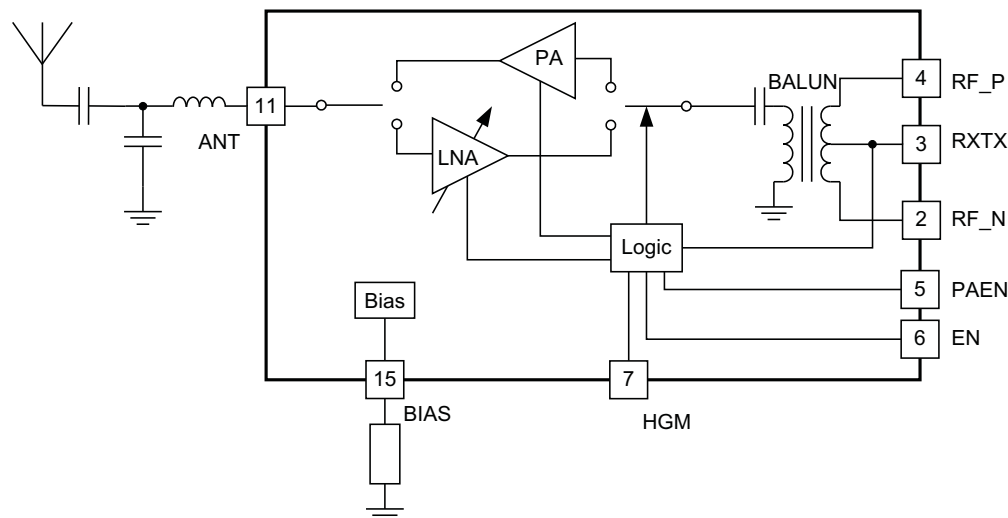 PA
BALUN
4 RF_P
11
ANT
LNA
3 RXTX
2 RF_N
Logic
Bias
5 PAEN
6 EN
15
BIAS
7
HGM